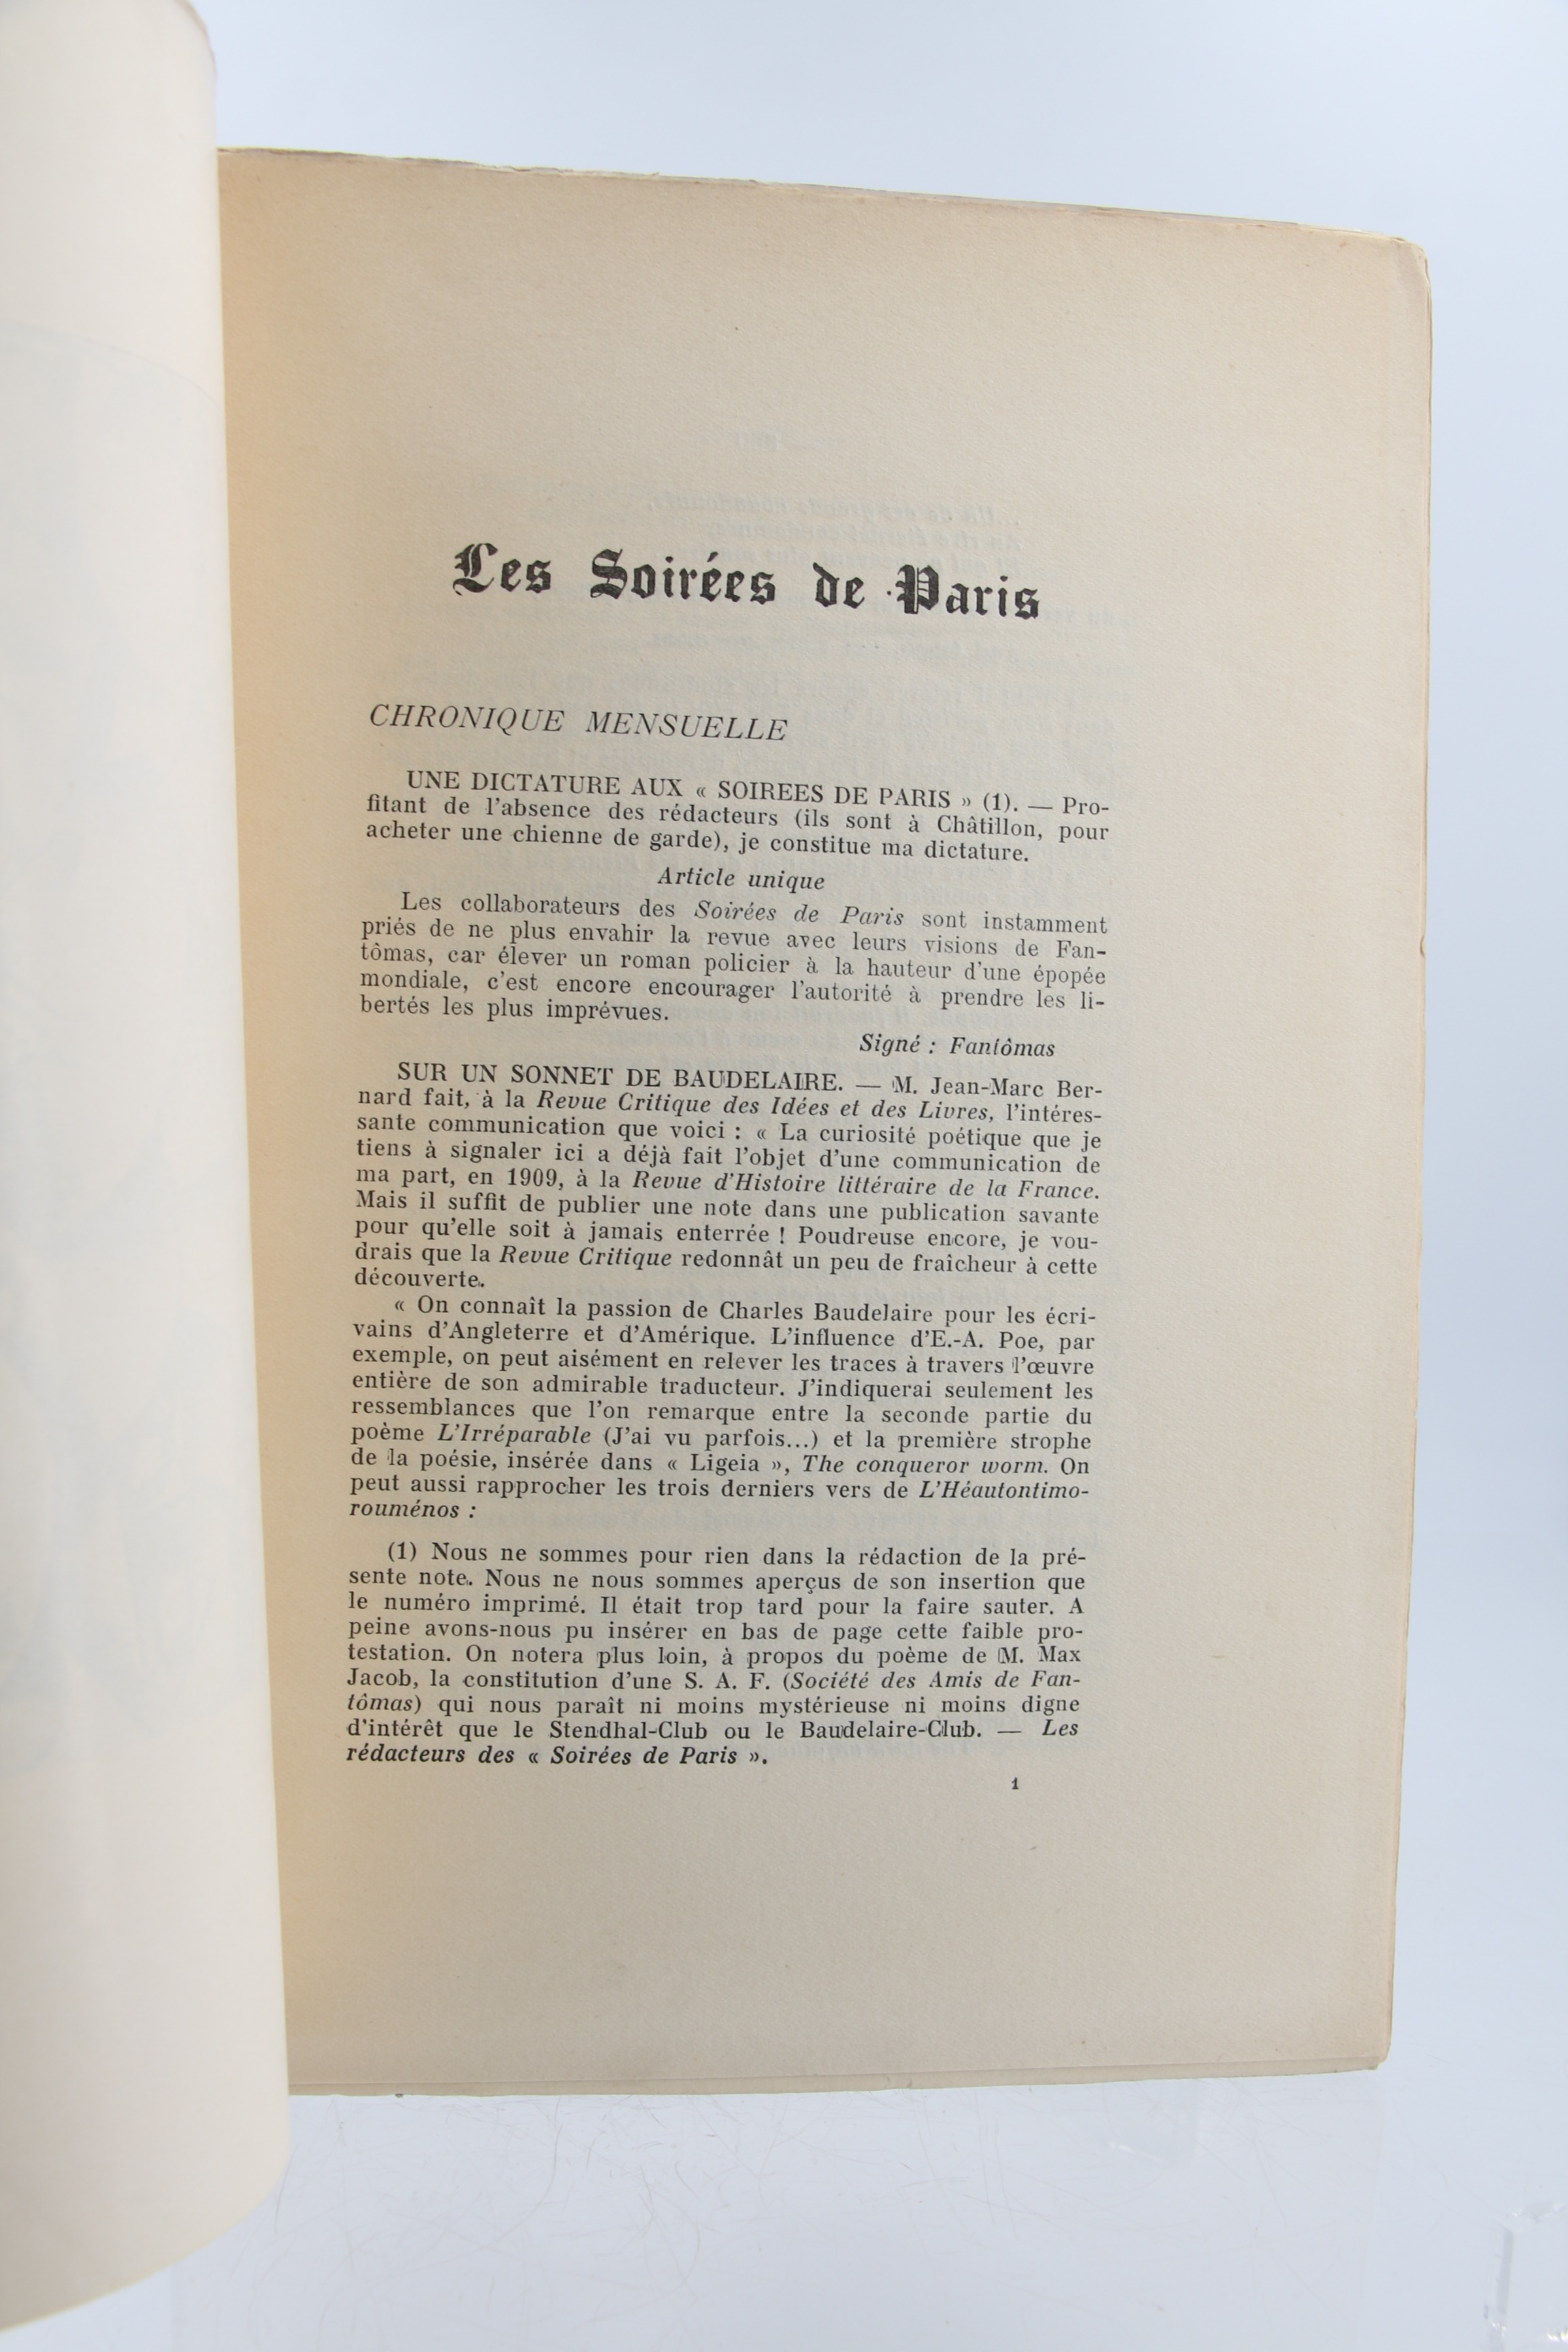 Les Soirées de Paris
CHRONIQUE MENSUELLE
UNE DICTATURE AUX « SOIREES DE PARIS » (1). — Pro-
fitant de l'absence des rédacteurs (ils sont à Châtillon, pour
acheter une chienne de garde), je constitue ma dictature.
Article unique
Les collaborateurs des Soirées de Paris sont instamment
priés de ne plus envahir la revue avec leurs visions de Fan-
tômas, car élever un roman policier à la hauteur d'une épopée
mondiale, c'est encore encourager l'autorité à prendre les li-
bertés les plus imprévues.
Signé : Fantômas
SUR UN SONNET DE BAUDELAIRE. — M. Jean-Marc Ber-
nard fait, à la Revue Critique des Idées et des Livres, l'intéres-
sante communication que voici : « La curiosité poétique que je
tiens à signaler ici a déjà fait l'objet d'une communication de
ma part, en 1909, à la Revue d'Histoire littéraire de la France.
Mais il suffit de publier une note dans une publication savante
pour qu'elle soit à jamais enterrée ! Poudreuse encore, je vou-
drais que la Revue Critique redonnât un peu de fraîcheur à cette
découverte.
« On connaît la passion de Charles Baudelaire pour les écri-
vains d'Angleterre et d'Amérique. L'influence d'E.-A. Poe, par
exemple, on peut aisément en relever les traces à travers l'œuvre
entière de son admirable traducteur. J'indiquerai seulement les
ressemblances que l'on remarque entre la seconde partie du
poème L'Irréparable (J'ai vu parfois...) et la première strophe
de la poésie, insérée dans « Ligeia », The conqueror worm. On
peut aussi rapprocher les trois derniers vers de L'Héautontimo-
rouménos :
(1) Nous ne sommes pour rien dans la rédaction de la pré-
sente note. Nous ne nous sommes aperçus de son insertion que
le numéro imprimé. Il était trop tard pour la faire sauter. A
peine avons-nous pu insérer en bas de page cette faible pro-
testation. On notera plus loin, à propos du poème de M. Max
Jacob, la constitution d'une S. A. F. (Société des Amis de Fan-
tômas) qui nous paraît ni moins mystérieuse ni moins digne
d'intérêt que le Stendhal-Club ou le Baudelaire-Club. — Les
rédacteurs des « Soirées de Paris ».
1